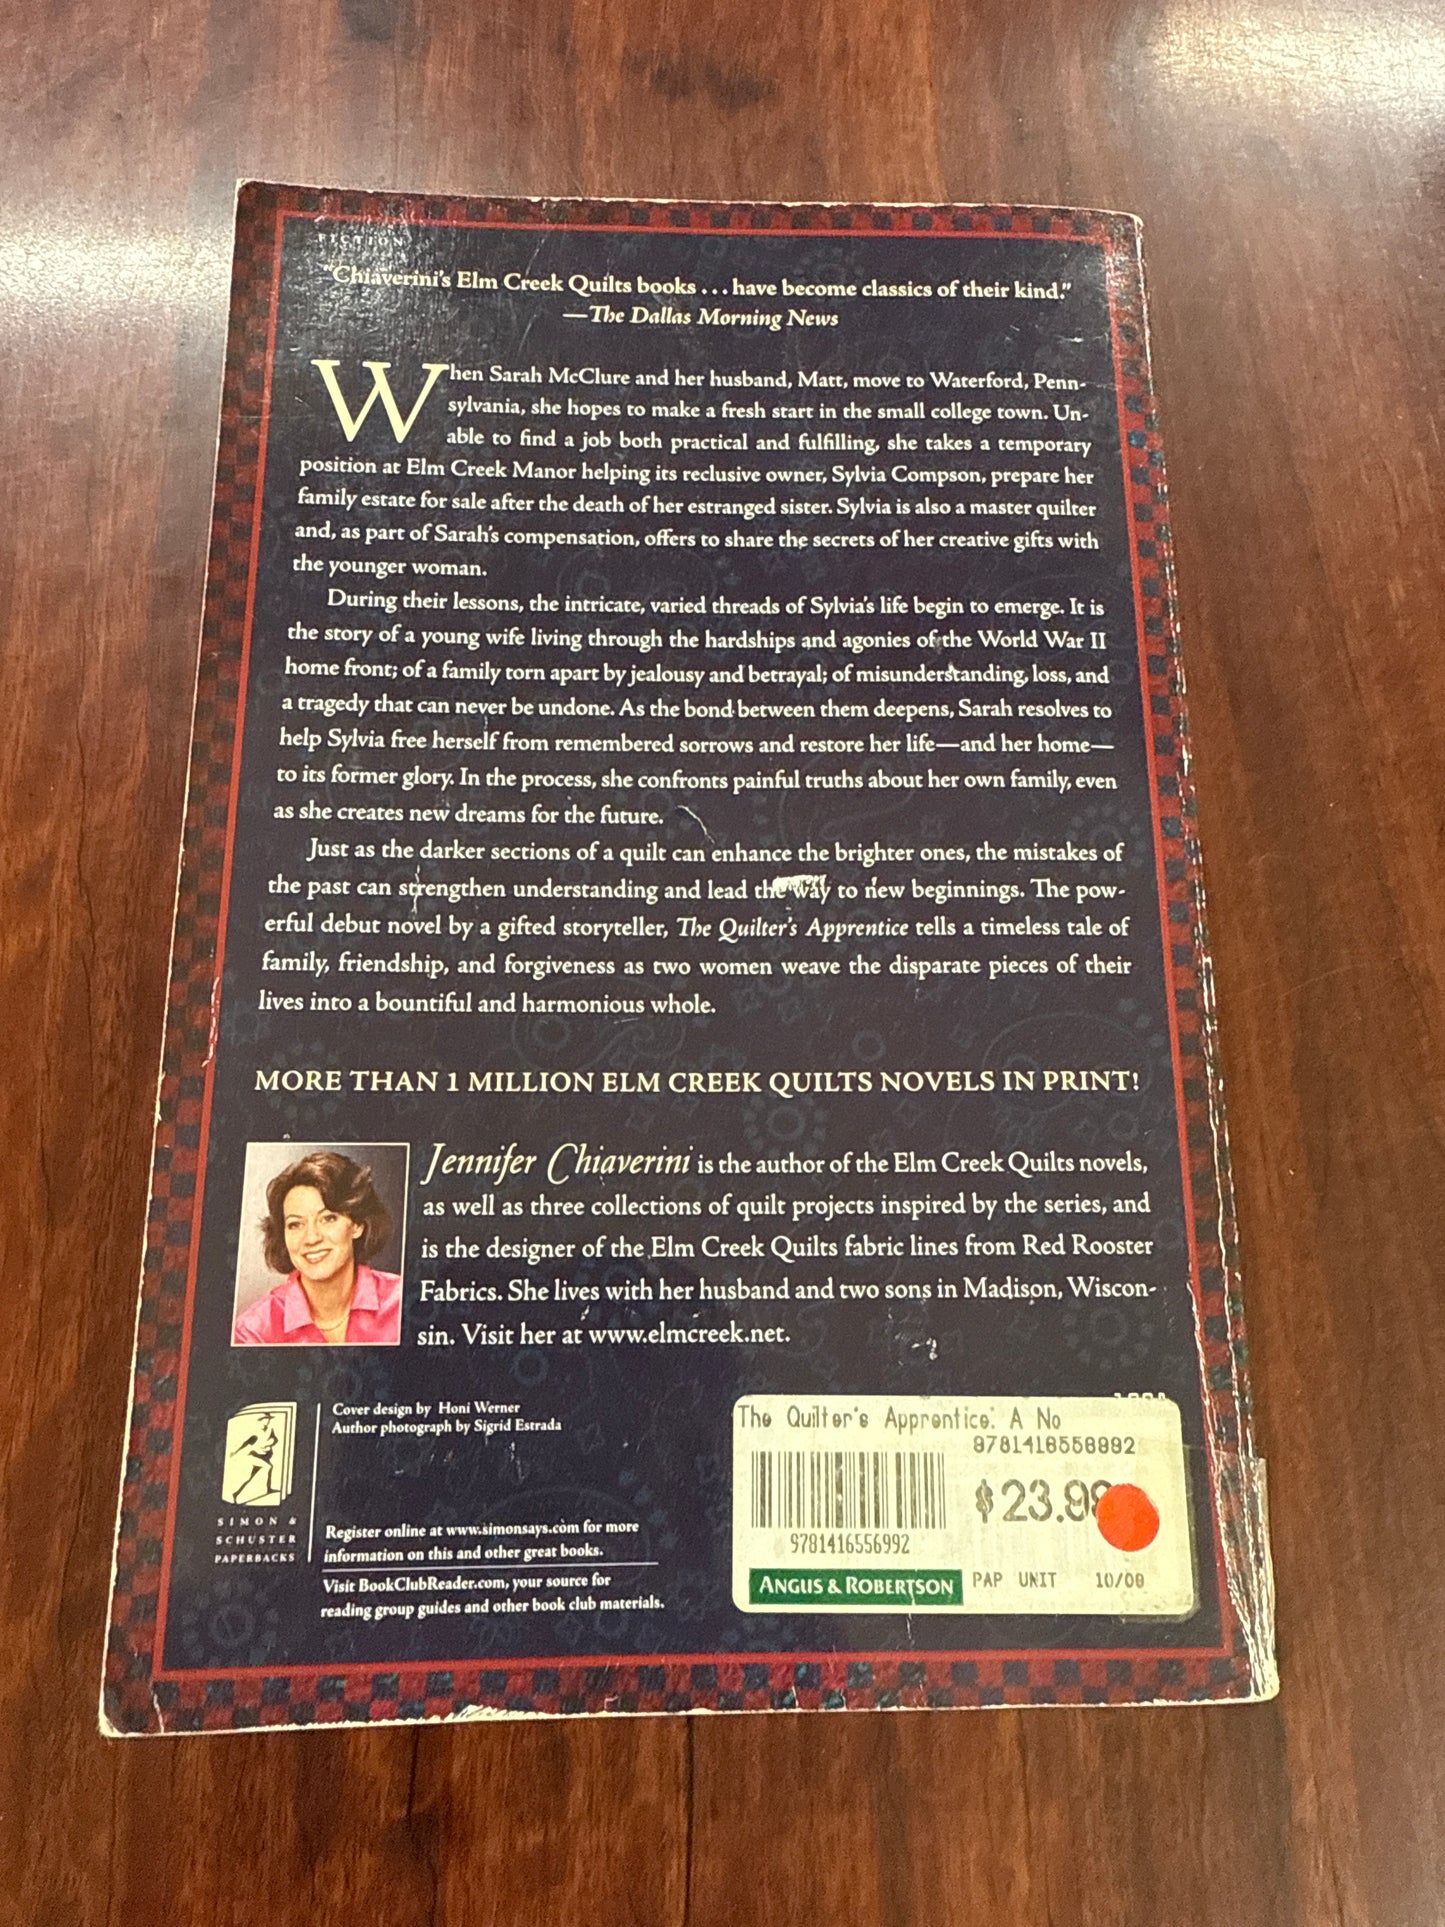 FICTION
"Chiaverini's Elm Creek Quilts books . . . have become classics of their kind."
—The Dallas Morning News
When Sarah McClure and her husband, Matt, move to Waterford, Penn-
sylvania, she hopes to make a fresh start in the small college town. Un-
able to find a job both practical and fulfilling, she takes a temporary
position at Elm Creek Manor helping its reclusive owner, Sylvia Compson, prepare her
family estate for sale after the death of her estranged sister. Sylvia is also a master quilter
and, as part of Sarah's compensation, offers to share the secrets of her creative gifts with
the younger woman.
During their lessons, the intricate, varied threads of Sylvia's life begin to emerge. It is
the story of a young wife living through the hardships and agonies of the World War II
home front; of a family torn apart by jealousy and betrayal; of misunderstanding, loss, and
a tragedy that can never be undone. As the bond between them deepens, Sarah resolves to
help Sylvia free herself from remembered sorrows and restore her life—and her home—
to its former glory. In the process, she confronts painful truths about her own family, even
as she creates new dreams for the future.
Just as the darker sections of a quilt can enhance the brighter ones, the mistakes of
the past can strengthen understanding and lead the way to new beginnings. The pow-
erful debut novel by a gifted storyteller, The Quilter's Apprentice tells a timeless tale of
family, friendship, and forgiveness as two women weave the disparate pieces of their
lives into a bountiful and harmonious whole.
MORE THAN 1 MILLION ELM CREEK QUILTS NOVELS IN PRINT!
Jennifer Chiaverini is the author of the Elm Creek Quilts novels,
as well as three collections of quilt projects inspired by the series, and
is the designer of the Elm Creek Quilts fabric lines from Red Rooster
Fabrics. She lives with her husband and two sons in Madison, Wiscon-
sin. Visit her at www.elmcreek.net.
Cover design by Honi Werner
Author photograph by Sigrid Estrada
SIMON &
SCHUSTER
PAPERBACKS
Register online at www.simonsays.com for more
information on this and other great books.
Visit BookClubReader.com, your source for
reading group guides and other book club materials.
The Quilter's Apprentice: A No
9781416556992
$23.99
9781416556992
ANGUS & ROBERTSON
PAP UNIT 10/08